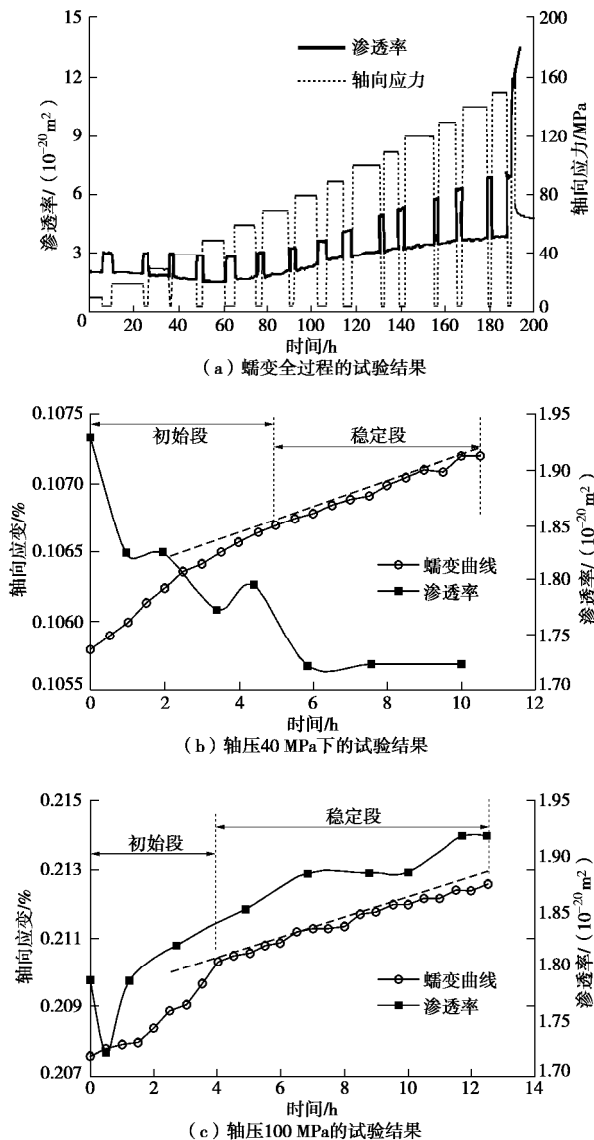 15
12
9
6
3
0
渗透率/（10⁻²⁰ m²）
渗透率
轴向应力
200
160
120
80
40
0
轴向应力/MPa
0 20 40 60 80 100 120 140 160 180 200
时间/h
（a）蠕变全过程的试验结果
0.1075
0.1070
0.1065
0.1060
0.1055
轴向应变/%
初始段
稳定段
蠕变曲线
渗透率
1.95
1.90
1.85
1.80
1.75
1.70
渗透率/（10⁻²⁰ m²）
0 2 4 6 8 10 12
时间/h
（b）轴压40 MPa下的试验结果
0.215
0.213
0.211
0.209
0.207
轴向应变/%
初始段
稳定段
蠕变曲线
渗透率
1.95
1.90
1.85
1.80
1.75
1.70
渗透率/（10⁻²⁰ m²）
0 2 4 6 8 10 12 14
时间/h
（c）轴压100 MPa的试验结果